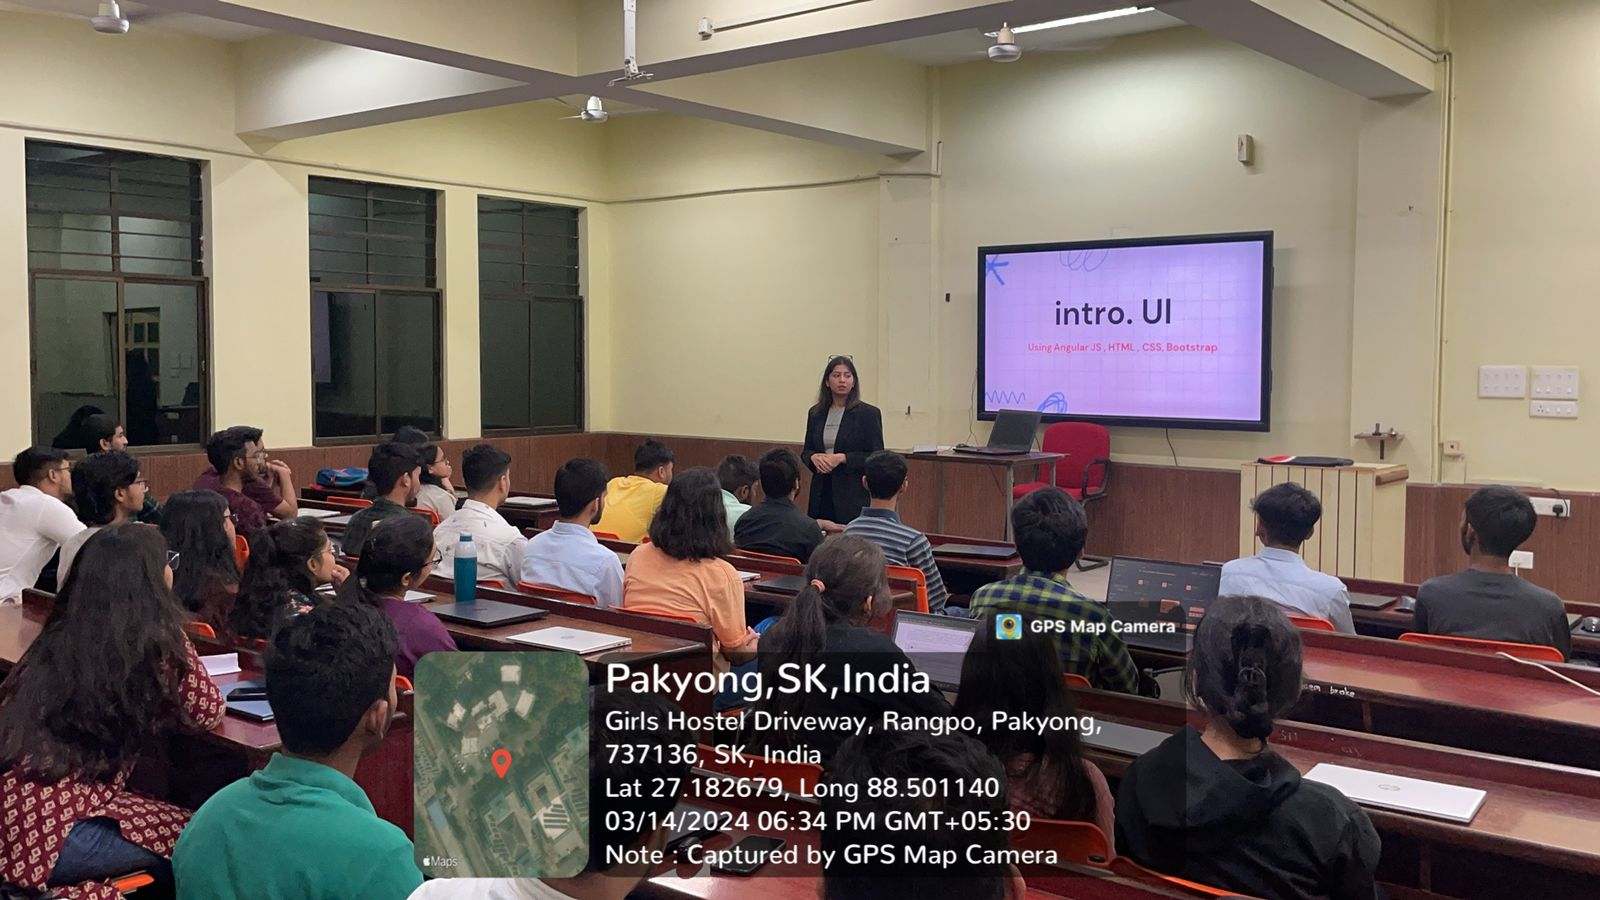 intro. UI
Using Angular JS , HTML , CSS, Bootstrap
GPS Map Camera
Pakyong,SK,India
Girls Hostel Driveway, Rangpo, Pakyong,
737136, SK, India
Lat 27.182679, Long 88.501140
03/14/2024 06:34 PM GMT+05:30
Note : Captured by GPS Map Camera
Maps